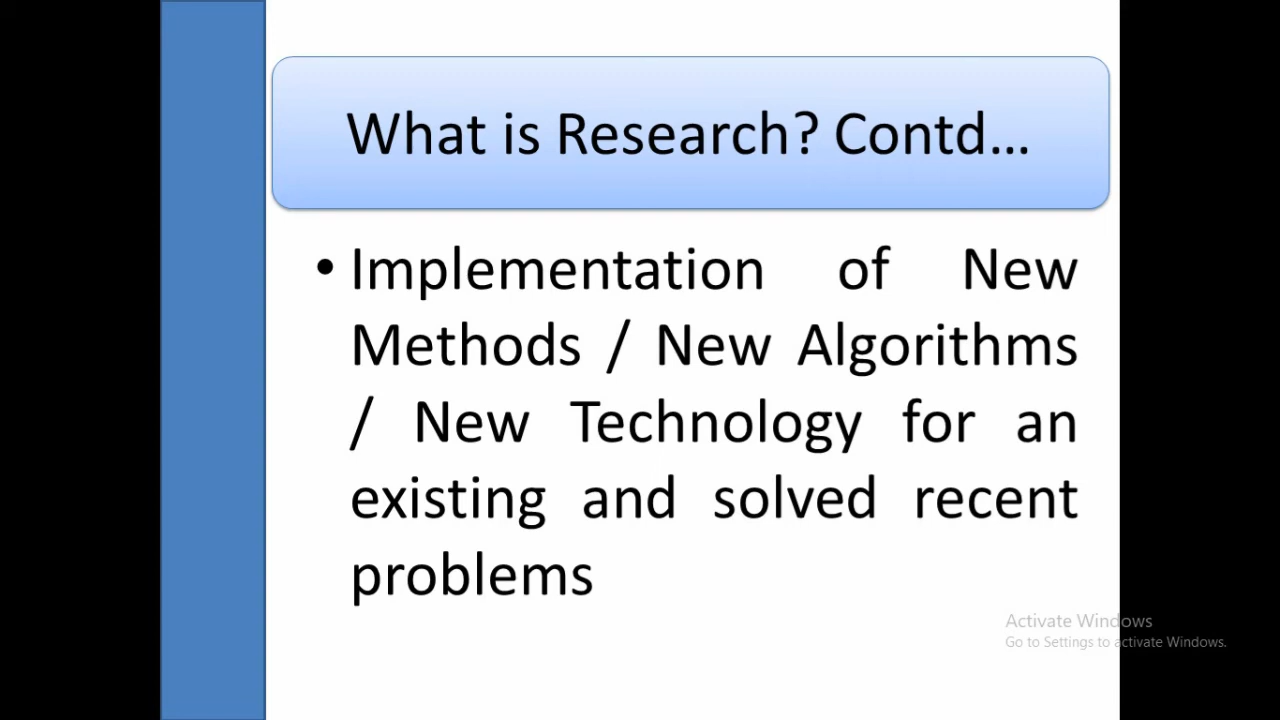 What is Research? Contd...
• Implementation of New
Methods / New Algorithms
/ New Technology for an
existing and solved recent
problems
Activate Windows
Go to Settings to activate Windows.